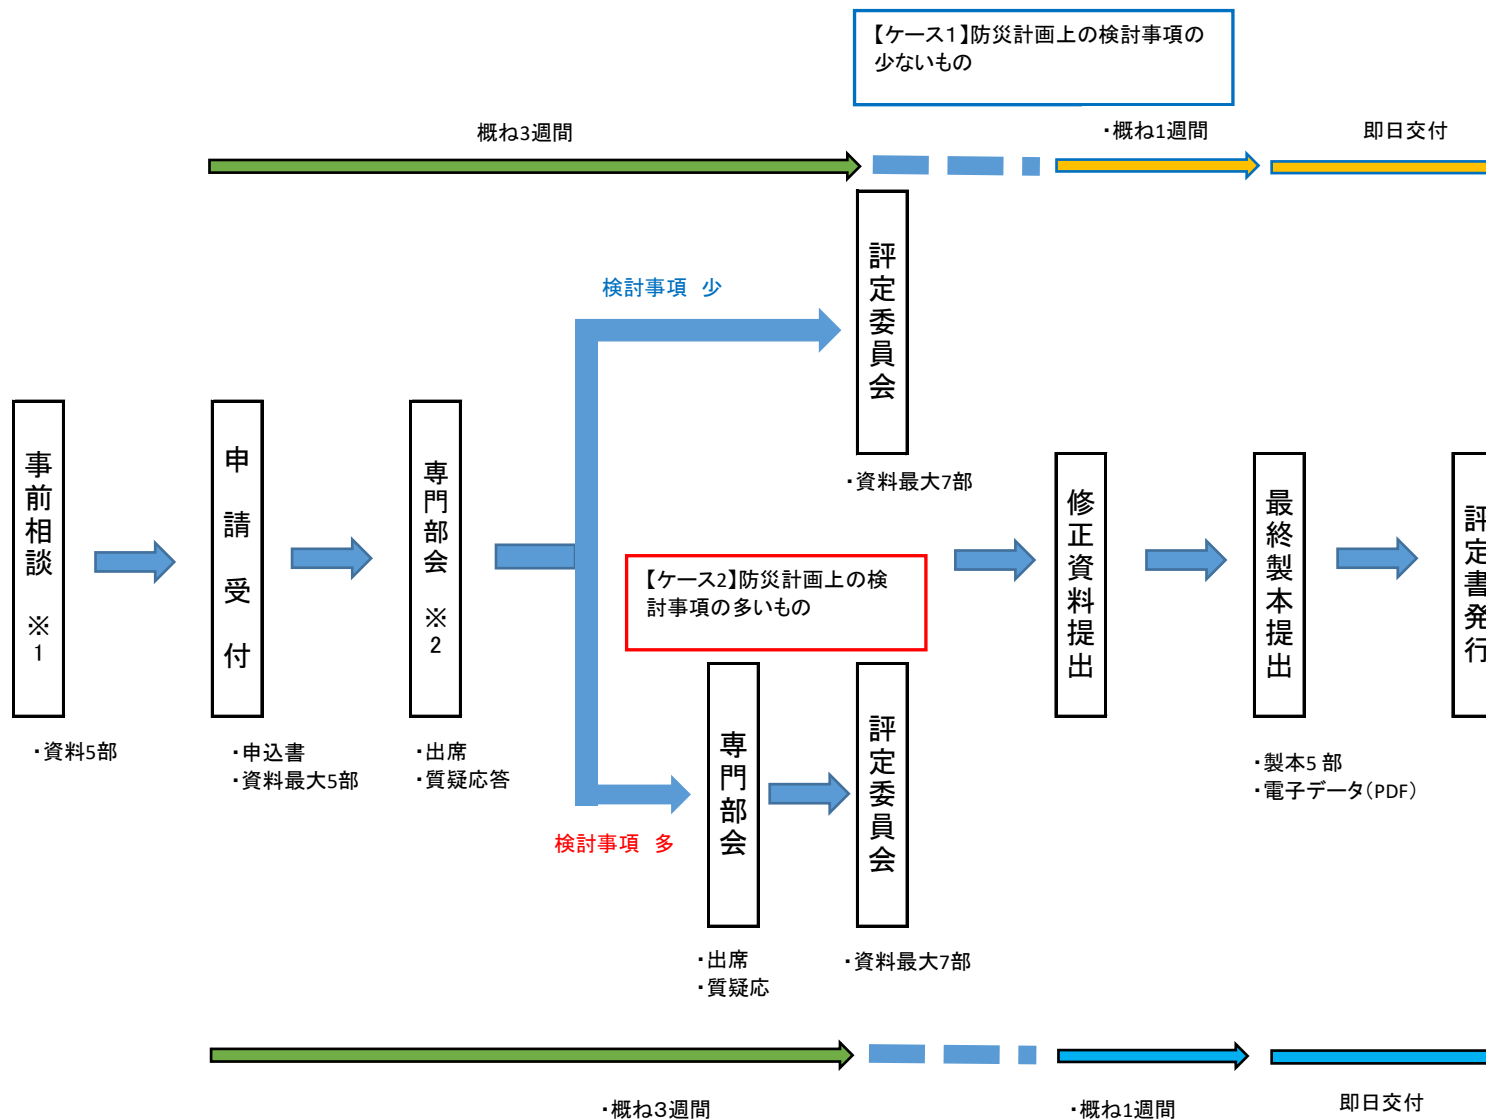 【ケース1】防災計画上の検討事項の
少ないもの
概ね3週間
・概ね1週間
即日交付
検討事項　少
評定委員会
・資料最大7部
事前相談　※1
・資料5部
申請受付
・申込書
・資料最大5部
専門部会　※2
・出席
・質疑応答
【ケース2】防災計画上の検
討事項の多いもの
検討事項　多
専門部会
・出席
・質疑応
評定委員会
・資料最大7部
修正資料提出
最終製本提出
・製本5 部
・電子データ（PDF）
評定書発行
・概ね３週間
・概ね1週間
即日交付